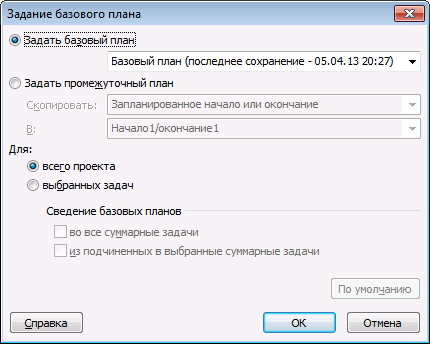 Задание базового плана
Задать базовый план
Базовый план (последнее сохранение - 05.04.13 20:27)
Задать промежуточный план
Скопировать:
Запланированное начало или окончание
В:
Начало1/окончание1
Для:
всего проекта
выбранных задач
Сведение базовых планов
во все суммарные задачи
из подчиненных в выбранные суммарные задачи
По умолчанию
Справка
ОК
Отмена